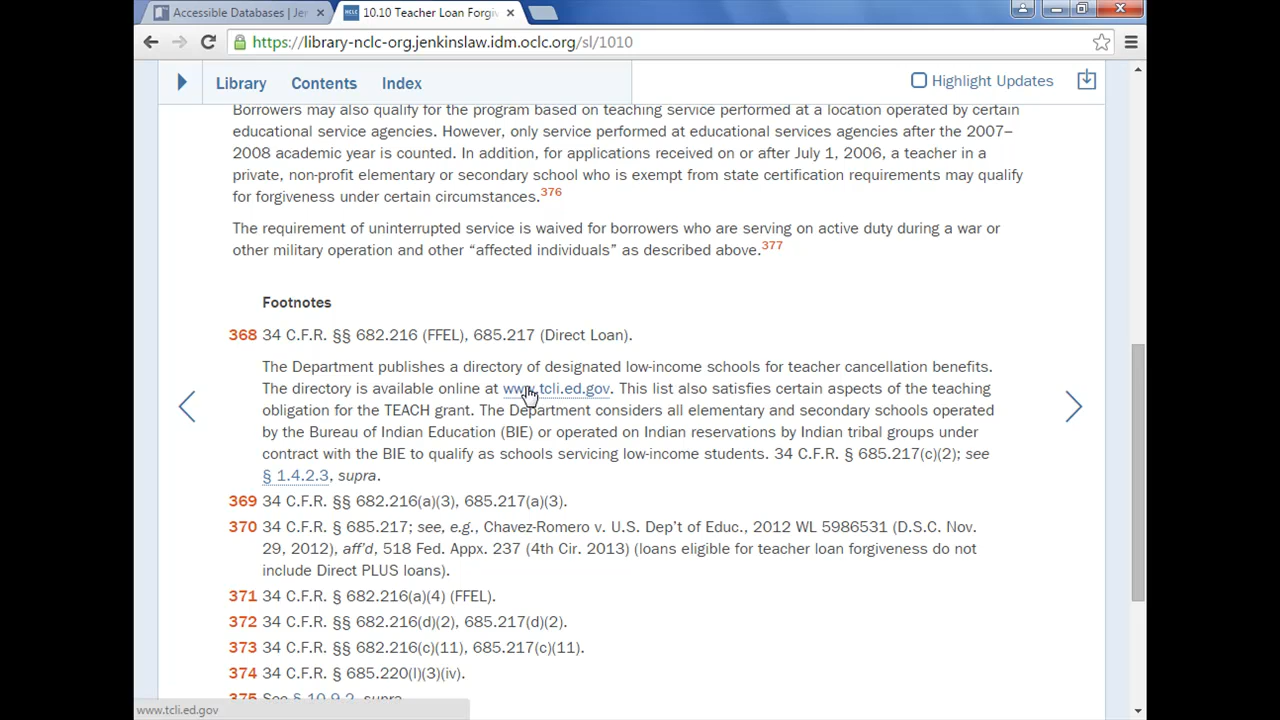 Accessible Databases | Jen
10.10 Teacher Loan Forgiv
https://library-nclc-org.jenkinslaw.idm.oclc.org/sl/1010
Library Contents Index
Highlight Updates
Borrowers may also qualify for the program based on teaching service performed at a location operated by certain
educational service agencies. However, only service performed at educational services agencies after the 2007–
2008 academic year is counted. In addition, for applications received on or after July 1, 2006, a teacher in a
private, non-profit elementary or secondary school who is exempt from state certification requirements may qualify
for forgiveness under certain circumstances.376
The requirement of uninterrupted service is waived for borrowers who are serving on active duty during a war or
other military operation and other “affected individuals” as described above.377
Footnotes
368 34 C.F.R. §§ 682.216 (FFEL), 685.217 (Direct Loan).
The Department publishes a directory of designated low-income schools for teacher cancellation benefits.
The directory is available online at www.tcli.ed.gov. This list also satisfies certain aspects of the teaching
obligation for the TEACH grant. The Department considers all elementary and secondary schools operated
by the Bureau of Indian Education (BIE) or operated on Indian reservations by Indian tribal groups under
contract with the BIE to qualify as schools servicing low-income students. 34 C.F.R. § 685.217(c)(2); see
§ 1.4.2.3, supra.
369 34 C.F.R. §§ 682.216(a)(3), 685.217(a)(3).
370 34 C.F.R. § 685.217; see, e.g., Chavez-Romero v. U.S. Dep’t of Educ., 2012 WL 5986531 (D.S.C. Nov.
29, 2012), aff’d, 518 Fed. Appx. 237 (4th Cir. 2013) (loans eligible for teacher loan forgiveness do not
include Direct PLUS loans).
371 34 C.F.R. § 682.216(a)(4) (FFEL).
372 34 C.F.R. §§ 682.216(d)(2), 685.217(d)(2).
373 34 C.F.R. §§ 682.216(c)(11), 685.217(c)(11).
374 34 C.F.R. § 685.220(l)(3)(iv).
375 See § 10.9.2, supra.
www.tcli.ed.gov